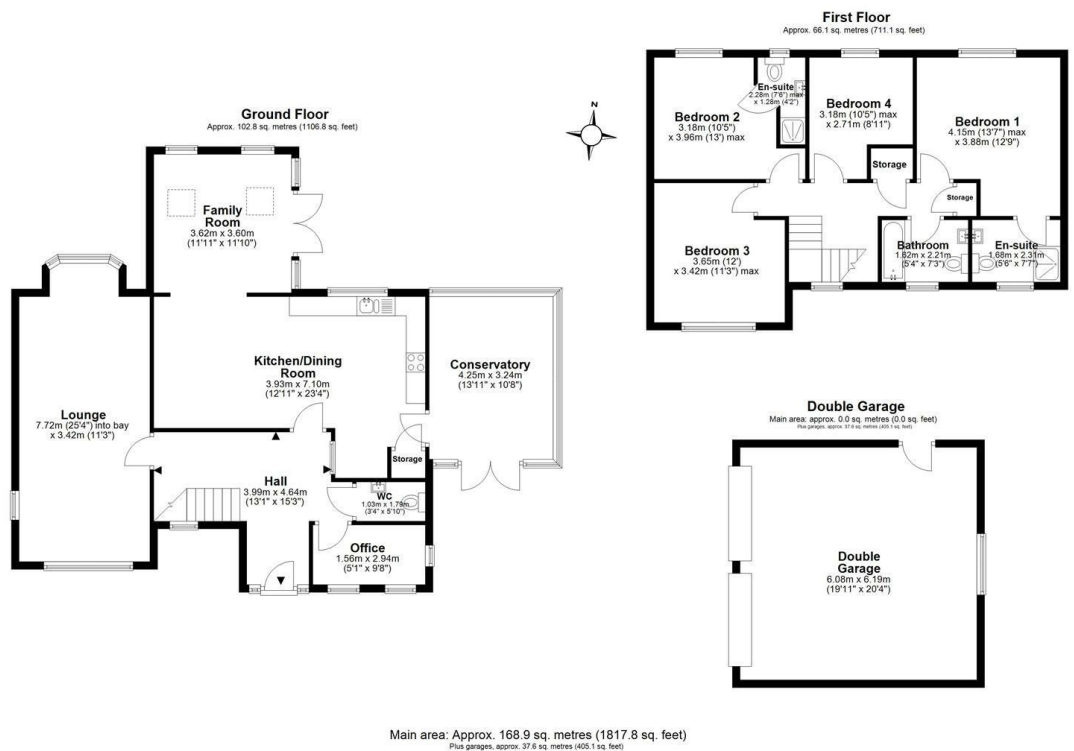 First Floor
Approx. 66.1 sq. metres (711.1 sq. feet)
En-suite
2.28m (7'6") max
x 1.28m (4'2")
Bedroom 2
3.18m (10'5")
x 3.96m (13') max
Bedroom 4
3.18m (10'5") max
x 2.71m (8'11")
Bedroom 1
4.15m (13'7") max
x 3.88m (12'9")
Storage
Storage
Bedroom 3
3.65m (12')
x 3.42m (11'3") max
Bathroom
1.62m x 2.21m
(5'4" x 7'3")
En-suite
1.68m x 2.31m
(5'6" x 7'7")
N
Ground Floor
Approx. 102.8 sq. metres (1106.8 sq. feet)
Family
Room
3.62m x 3.60m
(11'11" x 11'10")
Kitchen/Dining
Room
3.93m x 7.10m
(12'11" x 23'4")
Conservatory
4.25m x 3.24m
(13'11" x 10'8")
Lounge
7.72m (25'4") into bay
x 3.42m (11'3")
Storage
Hall
3.99m x 4.64m
(13'1" x 15'3")
WC
1.03m x 1.79m
(3'4" x 5'10")
Office
1.56m x 2.94m
(5'1" x 9'8")
Double Garage
Main area: approx. 0.0 sq. metres (0.0 sq. feet)
Plus garages, approx. 37.6 sq. metres (405.1 sq. feet)
Double
Garage
6.08m x 6.19m
(19'11" x 20'4")
Main area: Approx. 168.9 sq. metres (1817.8 sq. feet)
Plus garages, approx. 37.6 sq. metres (405.1 sq. feet)